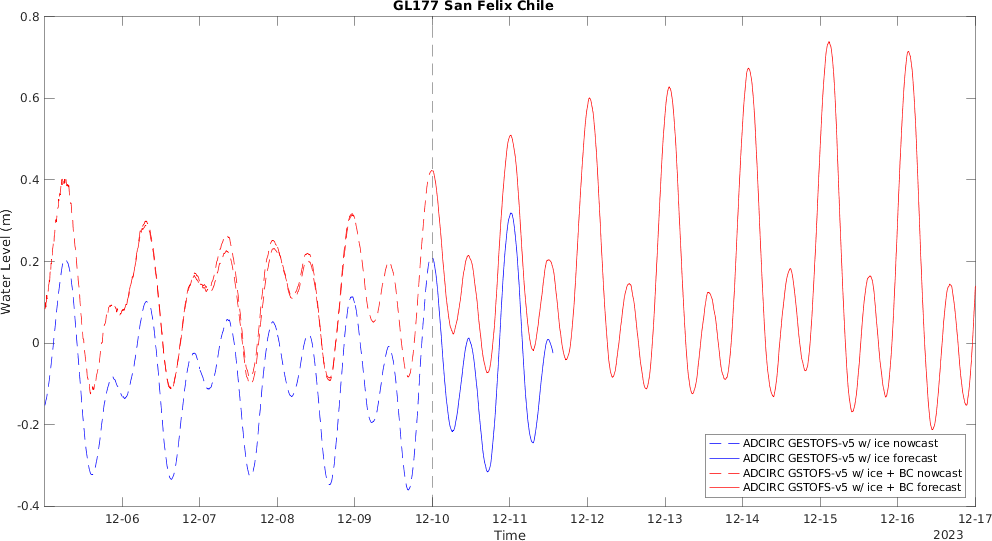 GL177 San Felix Chile
0.8
0.6
0.4
0.2
0
-0.2
-0.4
Water Level (m)
12-06
12-07
12-08
12-09
12-10
12-11
12-12
12-13
12-14
12-15
12-16
12-17
Time
2023
ADCIRC GESTOFS-v5 w/ ice nowcast
ADCIRC GESTOFS-v5 w/ ice forecast
ADCIRC GSTOFS-v5 w/ ice + BC nowcast
ADCIRC GSTOFS-v5 w/ ice + BC forecast